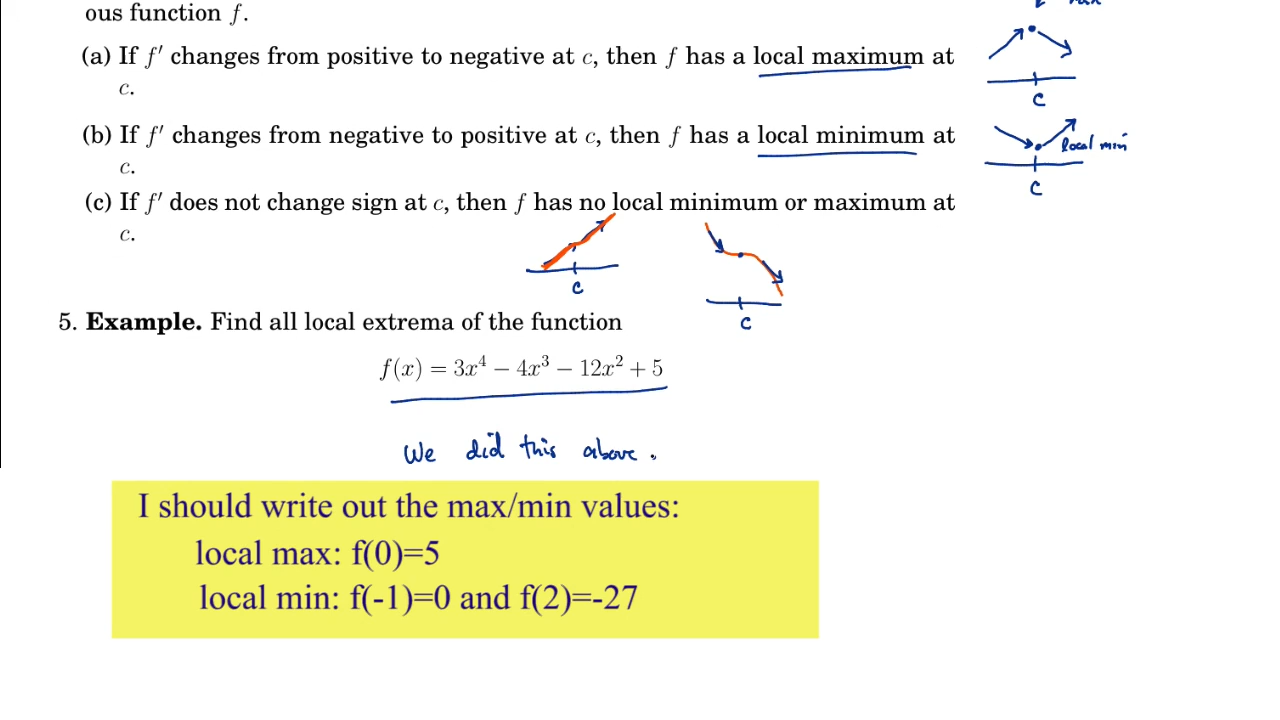 ous function f.
(a) If f′ changes from positive to negative at c, then f has a local maximum at
c.
c
(b) If f′ changes from negative to positive at c, then f has a local minimum at
c.
local min
c
(c) If f′ does not change sign at c, then f has no local minimum or maximum at
c.
c
c
5. Example. Find all local extrema of the function
f(x) = 3x⁴ − 4x³ − 12x² + 5
We did this above.
I should write out the max/min values:
local max: f(0)=5
local min: f(-1)=0 and f(2)=-27